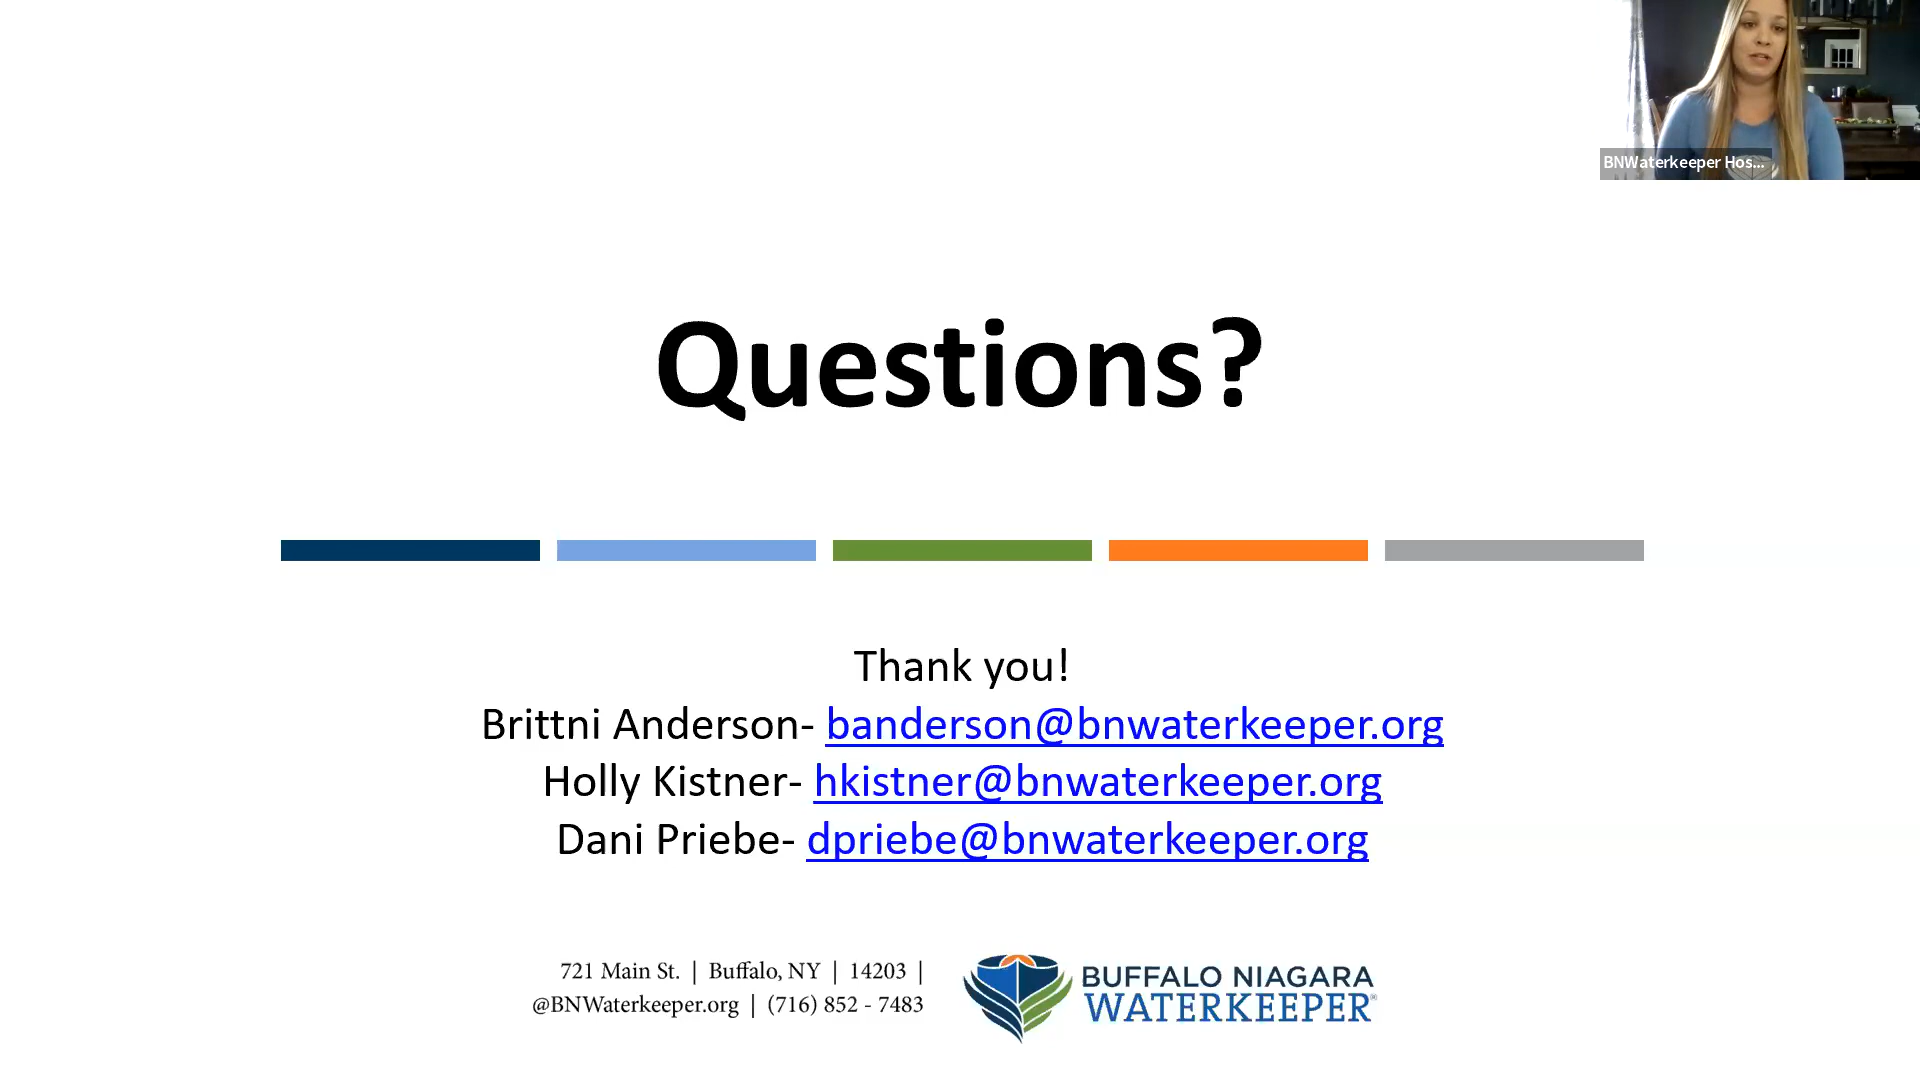 BNWaterkeeper Hos...
Questions?
Thank you!
Brittni Anderson- banderson@bnwaterkeeper.org
Holly Kistner- hkistner@bnwaterkeeper.org
Dani Priebe- dpriebe@bnwaterkeeper.org
721 Main St. | Buffalo, NY | 14203 |
@BNWaterkeeper.org | (716) 852 - 7483
BUFFALO NIAGARA
WATERKEEPER®